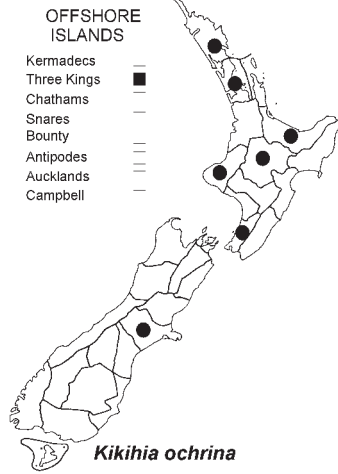 OFFSHORE
ISLANDS
Kermadecs
Three Kings
Chathams
Snares
Bounty
Antipodes
Aucklands
Campbell
Kikihia ochrina